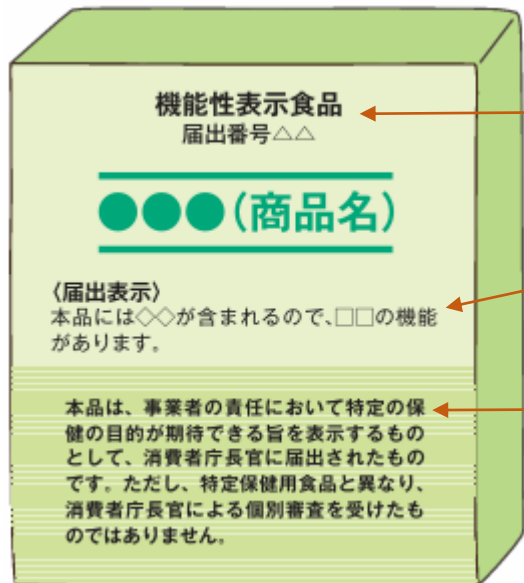 機能性表示食品
届出番号△△
●●●(商品名)
〈届出表示〉
本品には◇◇が含まれるので、□□の機能
があります。
本品は、事業者の責任において特定の保
健の目的が期待できる旨を表示するもの
として、消費者庁長官に届出されたもの
です。ただし、特定保健用食品と異なり、
消費者庁長官による個別審査を受けたも
のではありません。